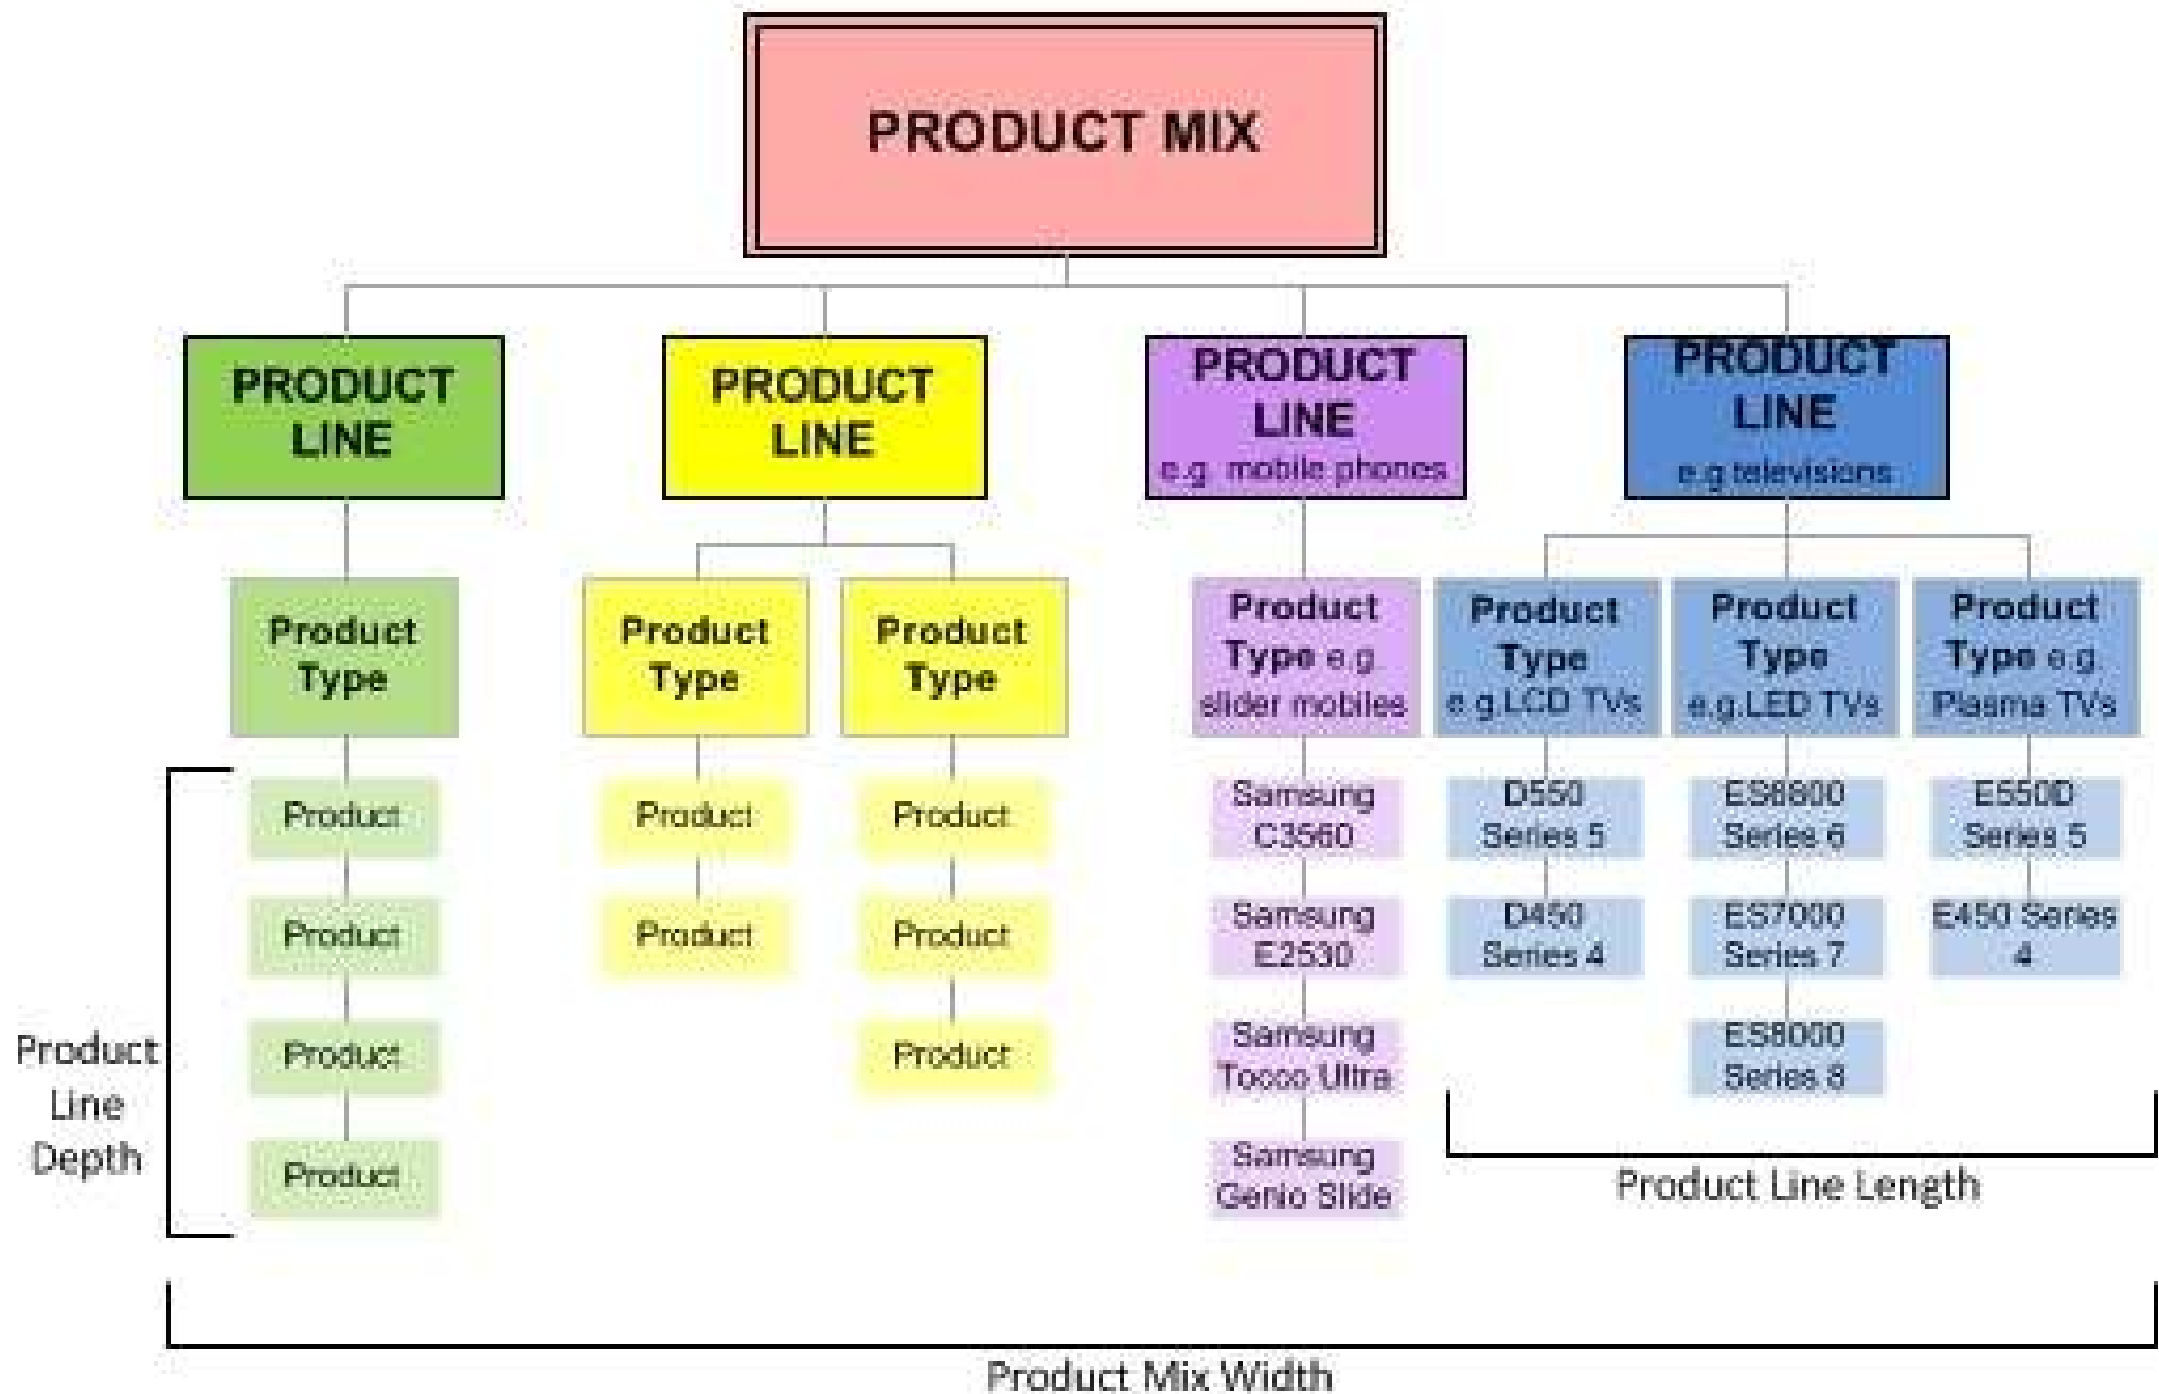 PRODUCT MIX
PRODUCT
LINE
PRODUCT
LINE
PRODUCT
LINE
e.g. mobile phones
PRODUCT
LINE
e.g televisions
Product
Type
Product
Type
Product
Type
Product
Type e.g.
slider mobiles
Product
Type
e.g.LCD TVs
Product
Type
e.g.LED TVs
Product
Type e.g.
Plasma TVs
Product
Product
Product
Product
Product
Product
Product
Product
Product
Samsung
C3560
Samsung
E2530
Samsung
Tocco Ultra
Samsung
Genio Slide
D550
Series 5
D450
Series 4
Series 6
ES7000
Series 7
ES8000
Series 8
E550D
Series 5
E450 Series
4
Product
Line
Depth
Product Line Length
Product Mix Width